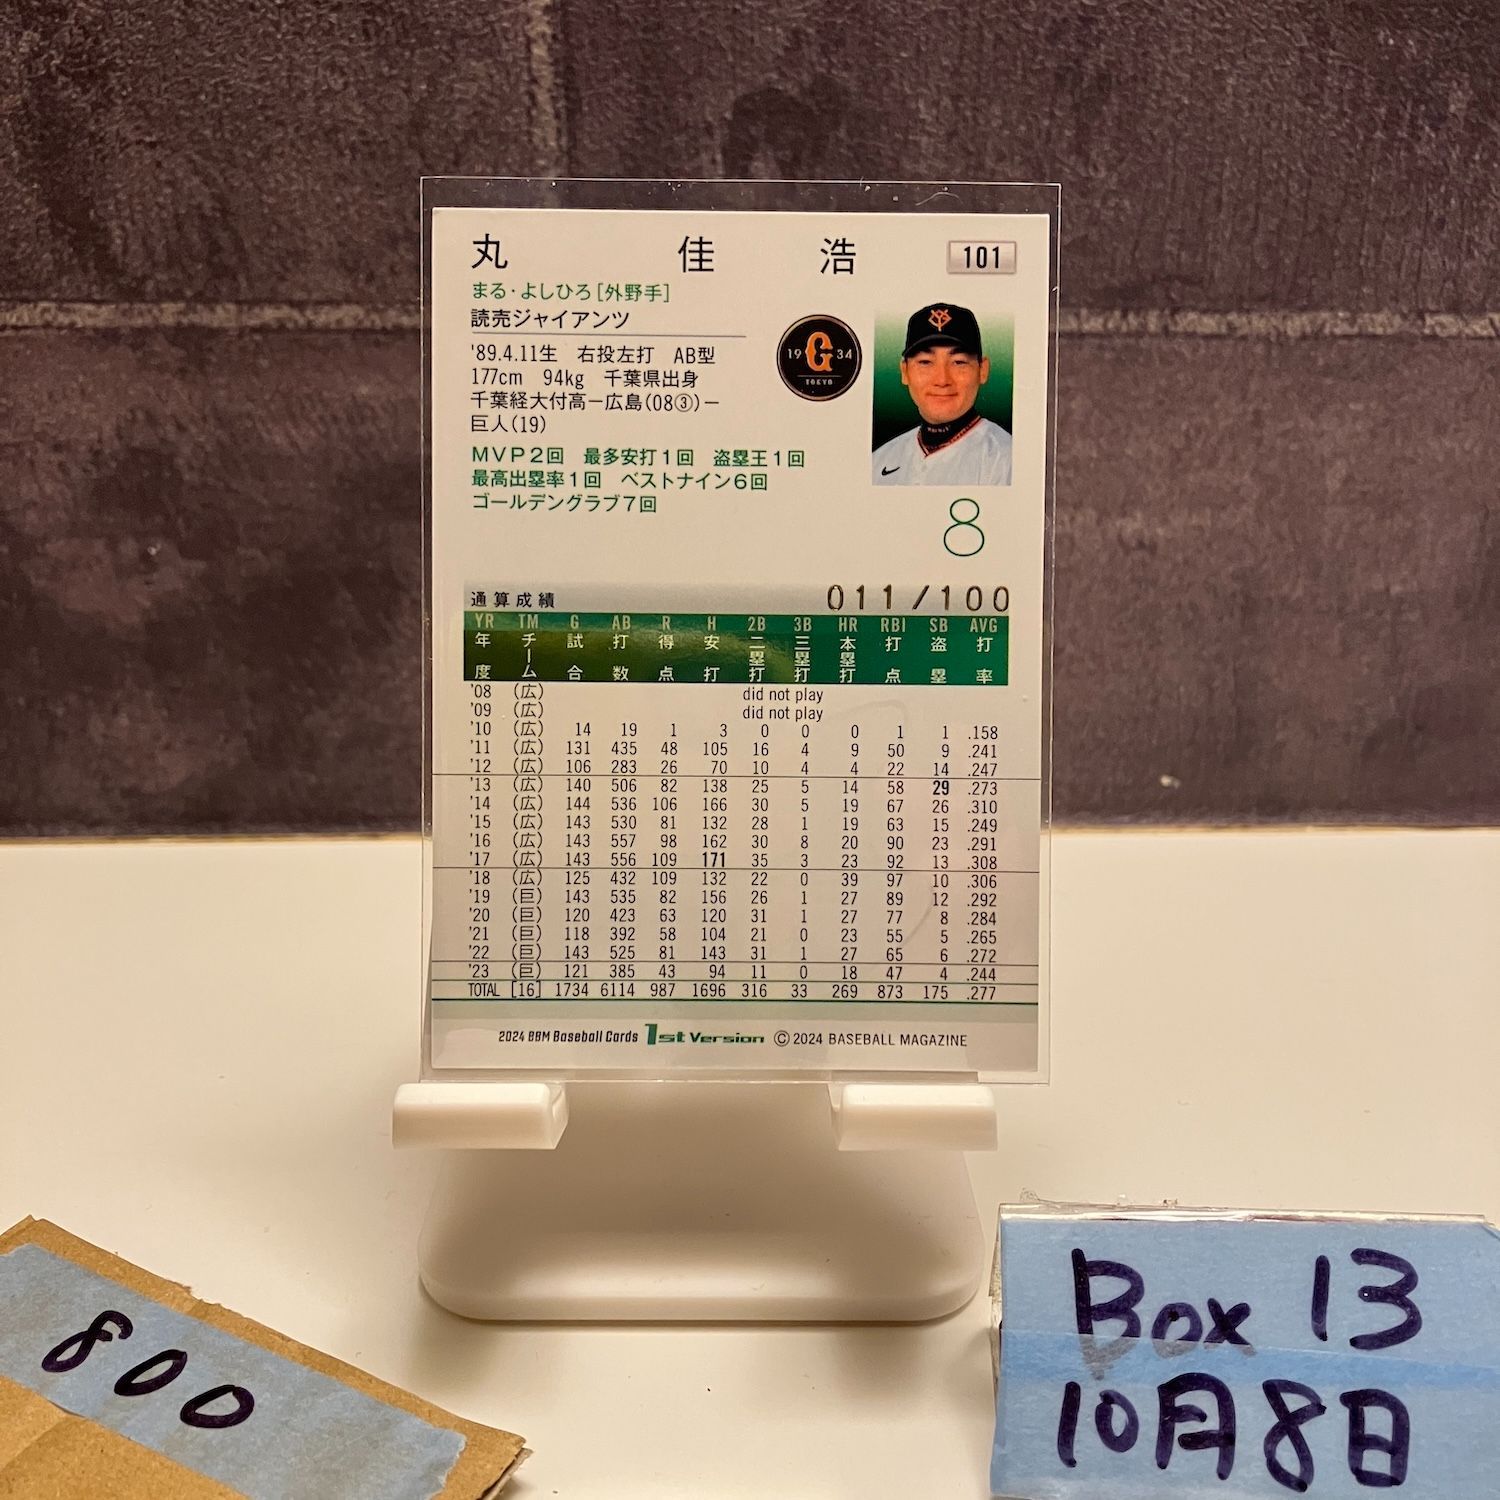 丸 佳 浩 101
まる・よしひろ[外野手]
読売ジャイアンツ
'89.4.11生 右投左打 AB型
177cm 94kg 千葉県出身
千葉経大付高－広島(08③)－
巨人(19)
MVP2回 最多安打1回 盗塁王1回
最高出塁率1回 ベストナイン6回
ゴールデングラブ7回
19 G 34
TOKYO
8
通算成績 011/100
YR TM G AB R H 2B 3B HR RBI SB AVG
年度 チーム 試合 打数 得点 安打 二塁打 三塁打 本塁打 打点 盗塁 打率
'08 (広) did not play
'09 (広) did not play
'10 (広) 14 19 1 3 0 0 0 1 1 .158
'11 (広) 131 435 48 105 16 4 9 50 9 .241
'12 (広) 106 283 26 70 10 4 4 22 14 .247
'13 (広) 140 506 82 138 25 5 14 58 29 .273
'14 (広) 144 536 106 166 30 5 19 67 26 .310
'15 (広) 143 530 81 132 28 1 19 63 15 .249
'16 (広) 143 557 98 162 30 8 20 90 23 .291
'17 (広) 143 556 109 171 35 3 23 92 13 .308
'18 (広) 125 432 109 132 22 0 39 97 10 .306
'19 (巨) 143 535 82 156 26 1 27 89 12 .292
'20 (巨) 120 423 63 120 31 1 27 77 8 .284
'21 (巨) 118 392 58 104 21 0 23 55 5 .265
'22 (巨) 143 525 81 143 31 1 27 65 6 .272
'23 (巨) 121 385 43 94 11 0 18 47 4 .244
TOTAL [16] 1734 6114 987 1696 316 33 269 873 175 .277
2024 BBM Baseball Cards 1st Version ©2024 BASEBALL MAGAZINE
800
Box 13
10月8日